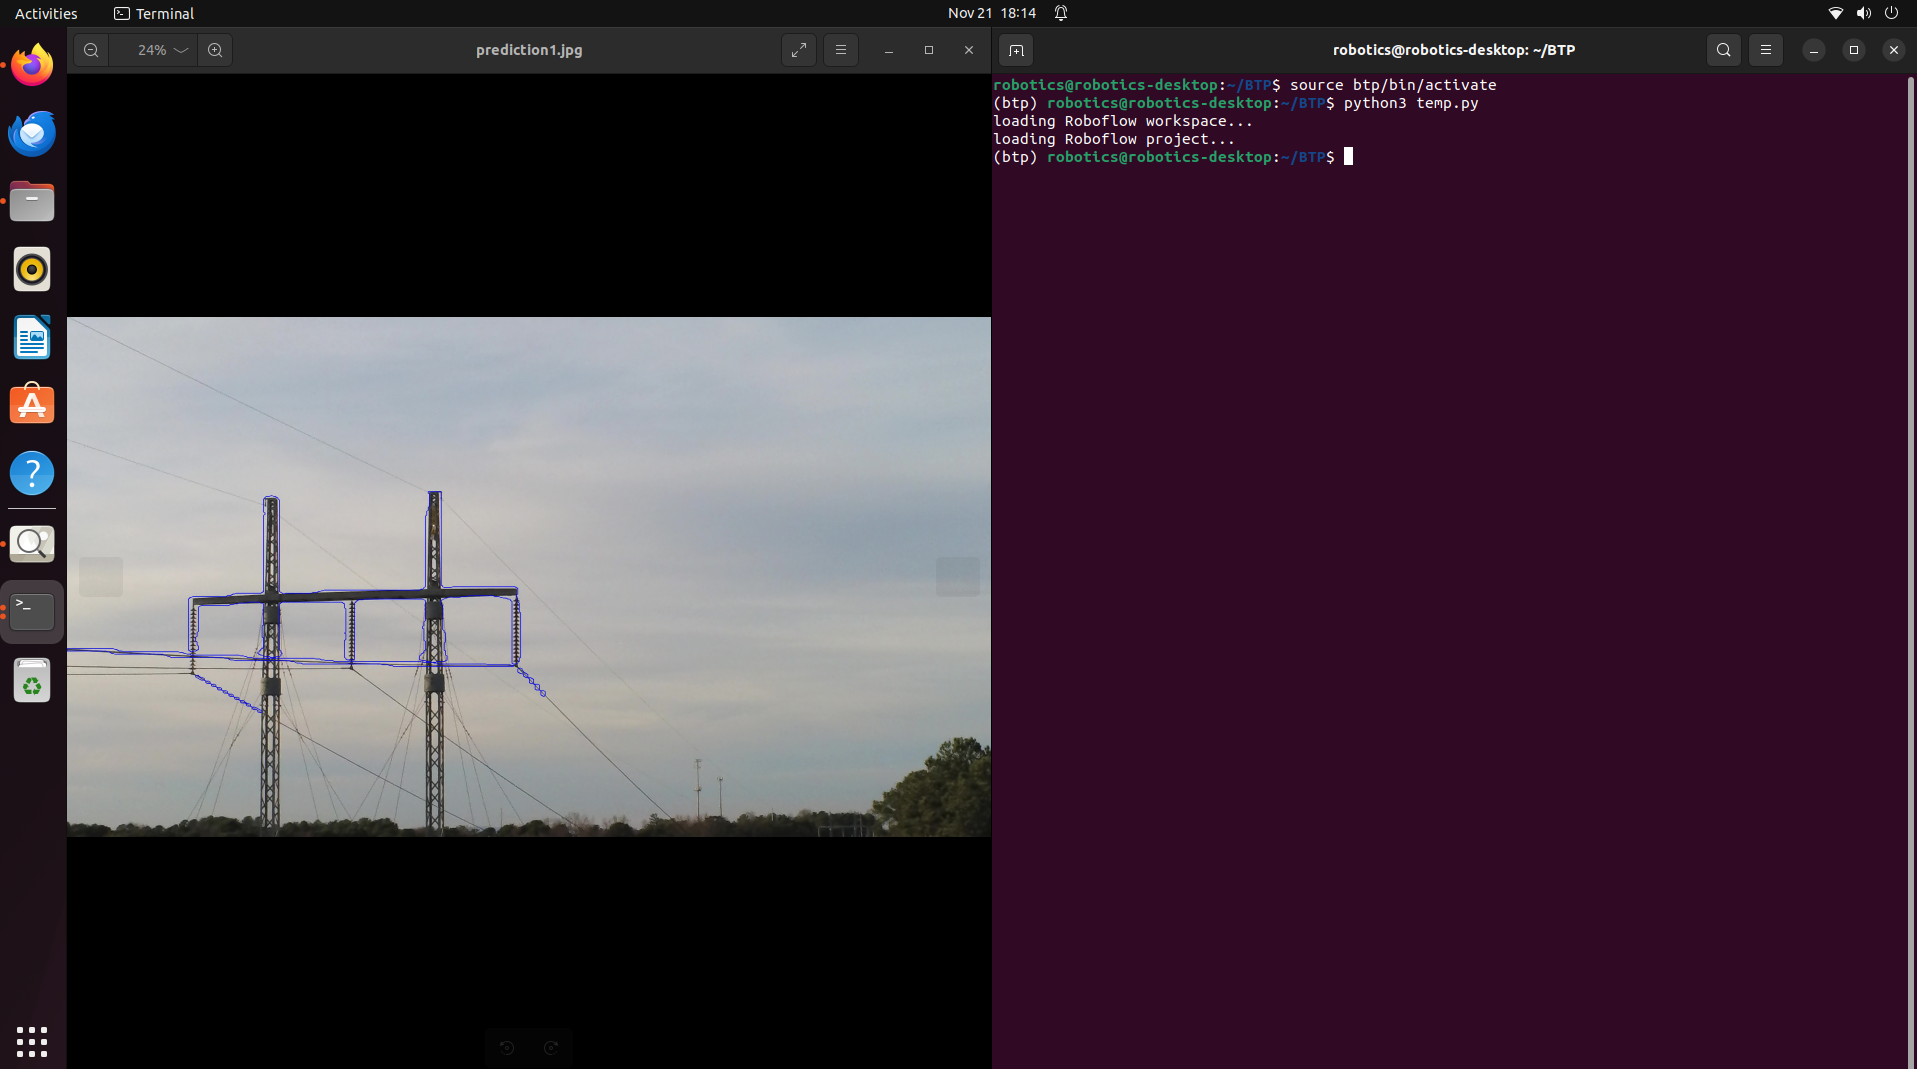 Activities
Terminal
Nov 21 18:14
24%
prediction1.jpg
robotics@robotics-desktop: ~/BTP
robotics@robotics-desktop:~/BTP$ source btp/bin/activate
(btp) robotics@robotics-desktop:~/BTP$ python3 temp.py
loading Roboflow workspace...
loading Roboflow project...
(btp) robotics@robotics-desktop:~/BTP$